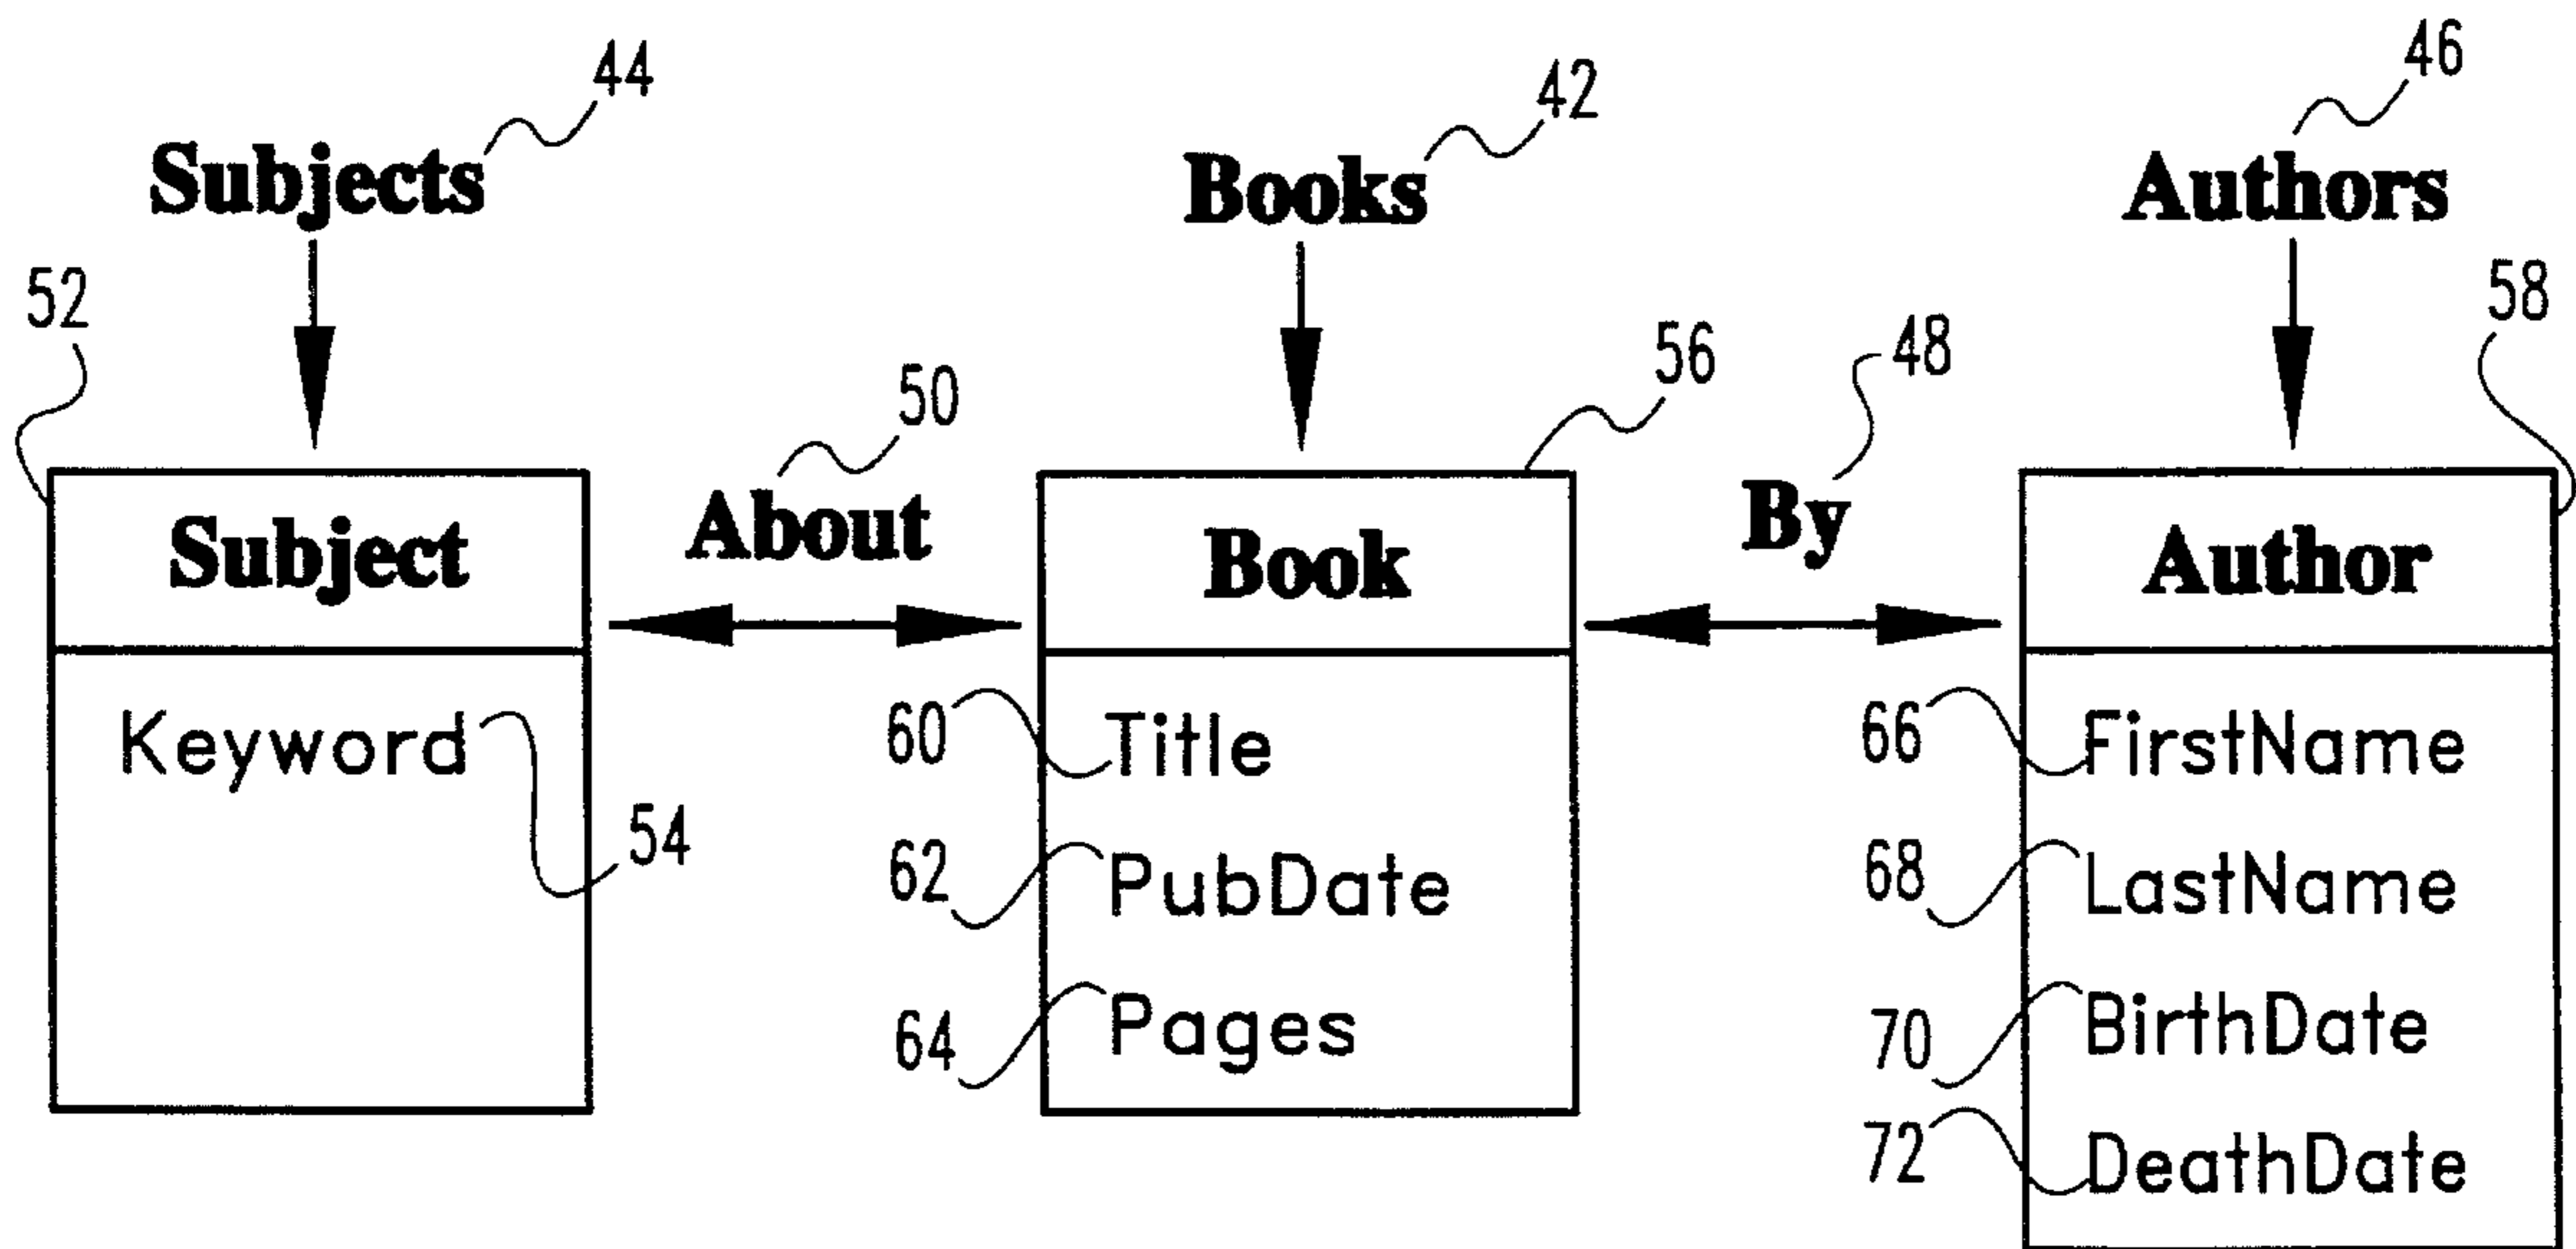 44
42
46
Subjects
Books
Authors
52
58
56
48
50
Subject
About
Book
By
Author
Keyword
60
Title
66
FirstName
54
62
PubDate
68
LastName
64
Pages
70
BirthDate
72
DeathDate